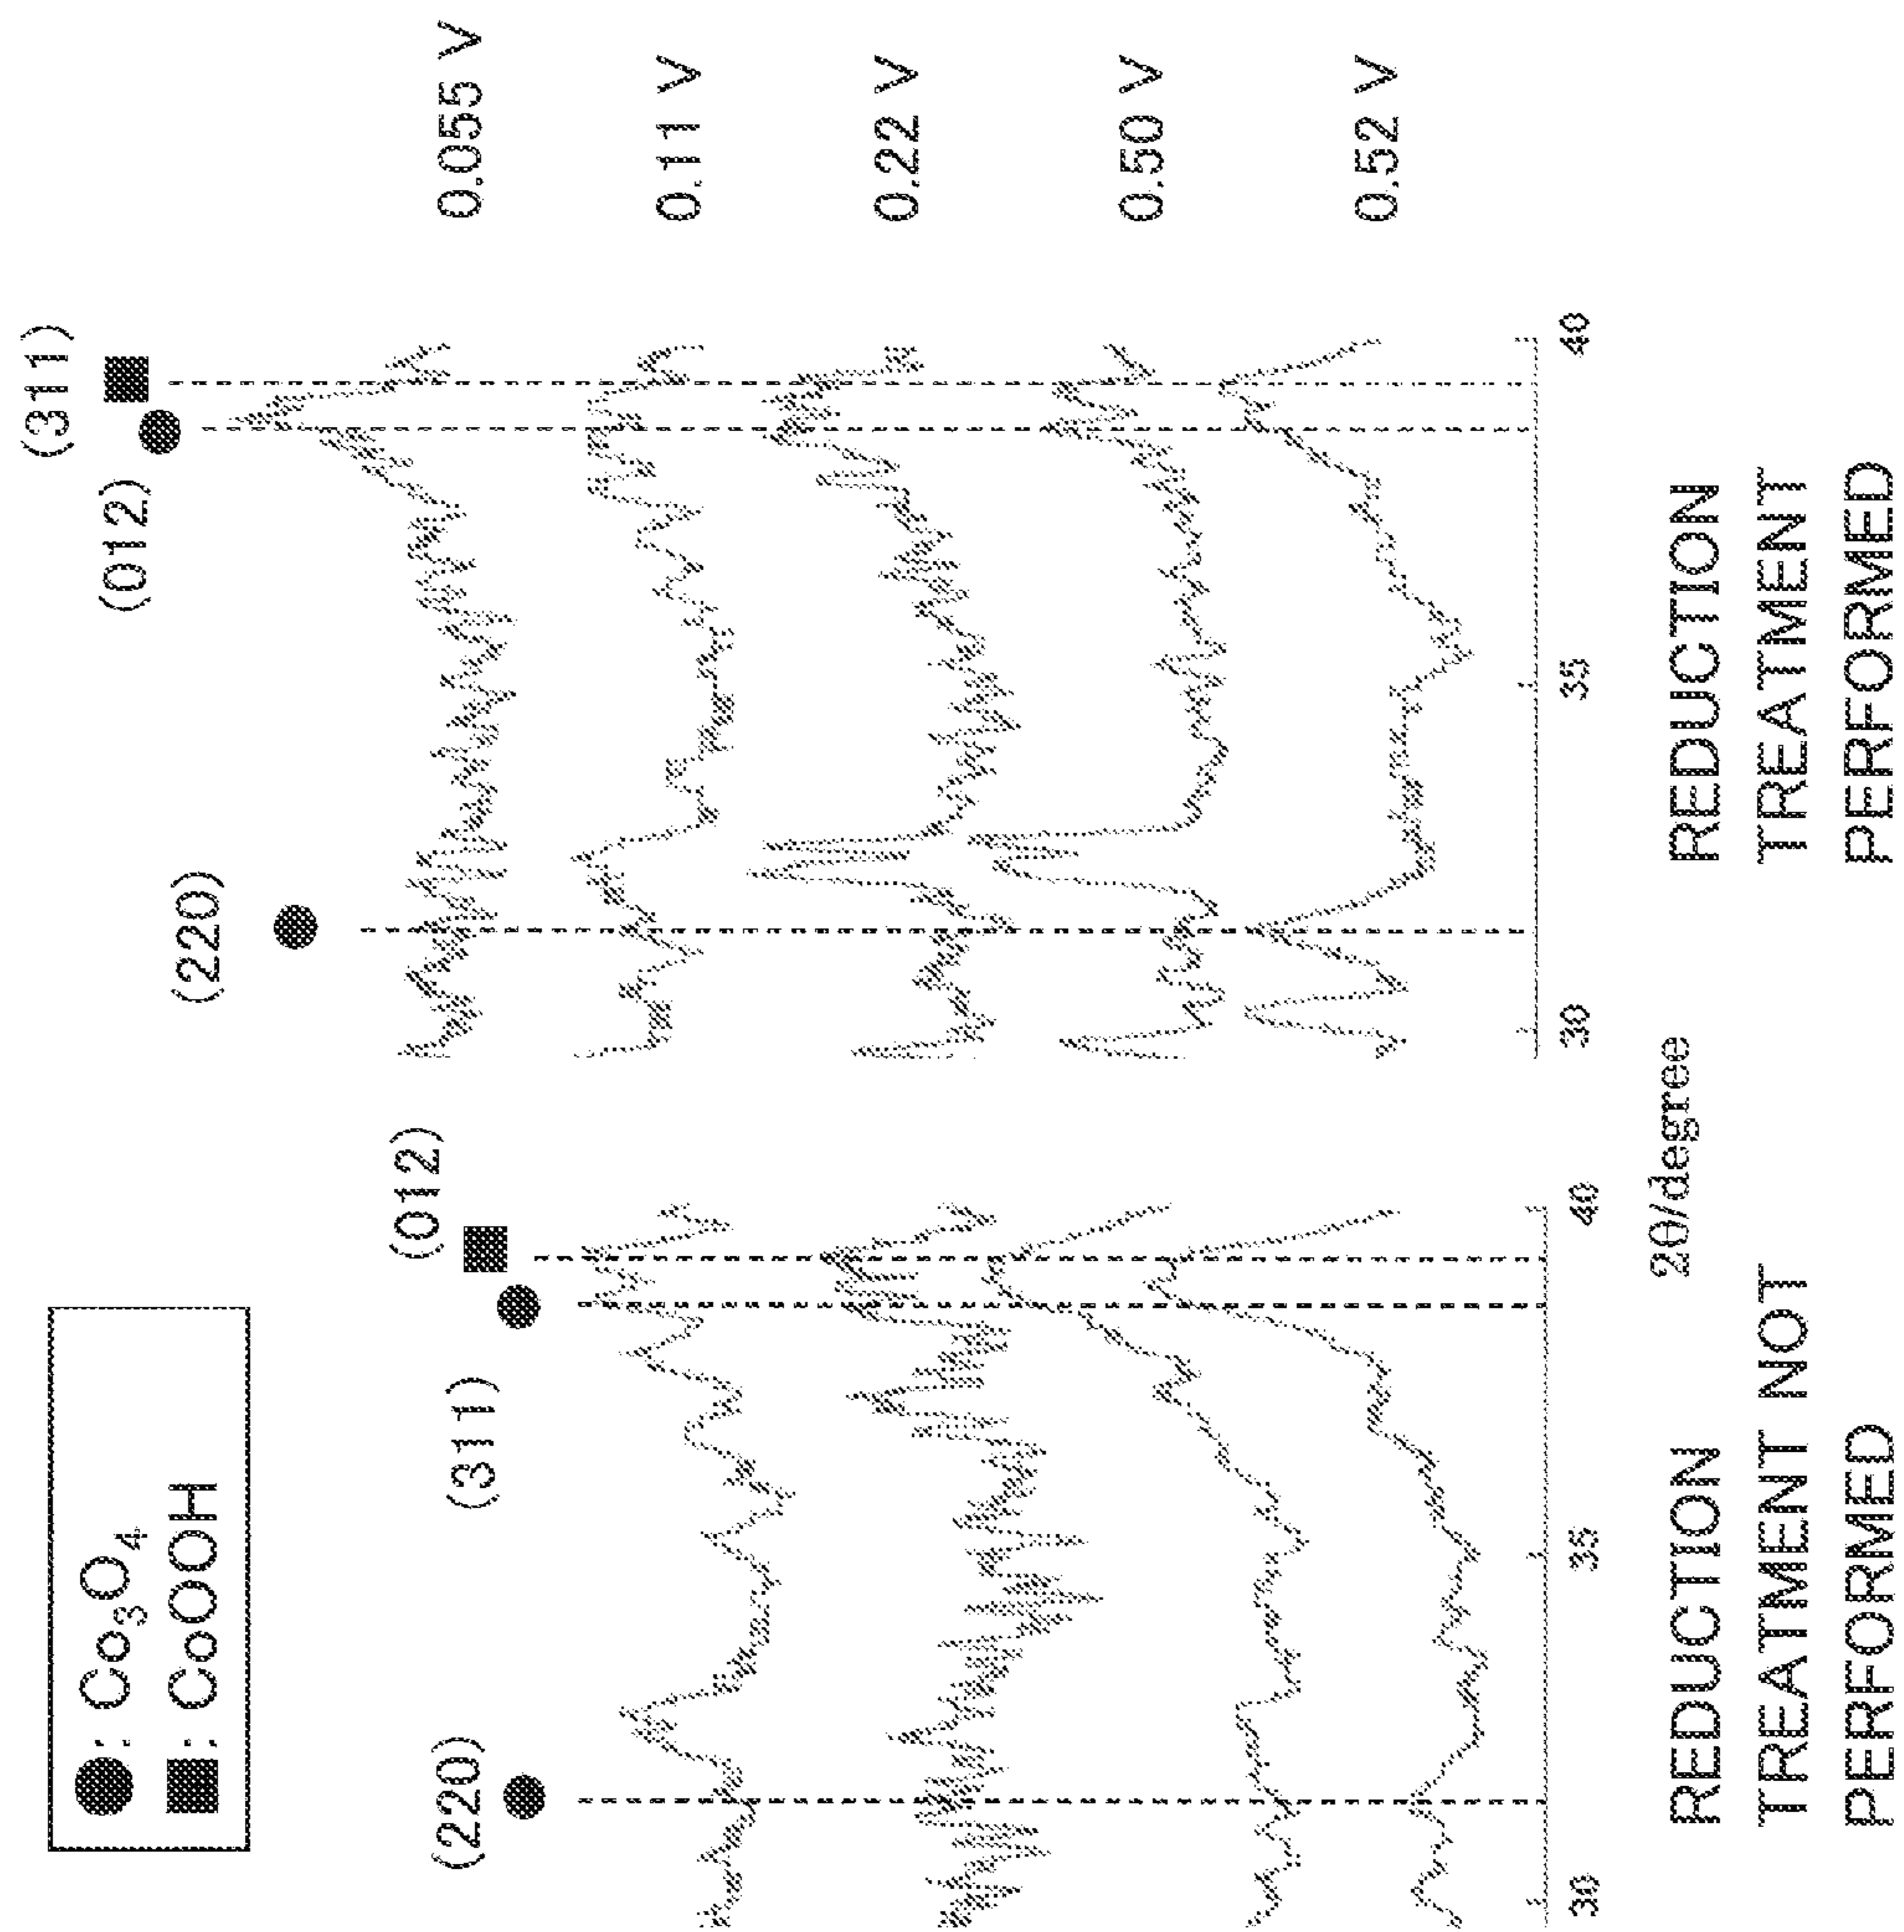 ●: Co3O4
■: CoOOH
(220)
(311)
(012)
(220)
(012)
(311)
0.055 V
0.11 V
0.22 V
0.50 V
0.52 V
30
35
40
30
35
40
2θ/degree
REDUCTION
TREATMENT NOT
PERFORMED
REDUCTION
TREATMENT
PERFORMED